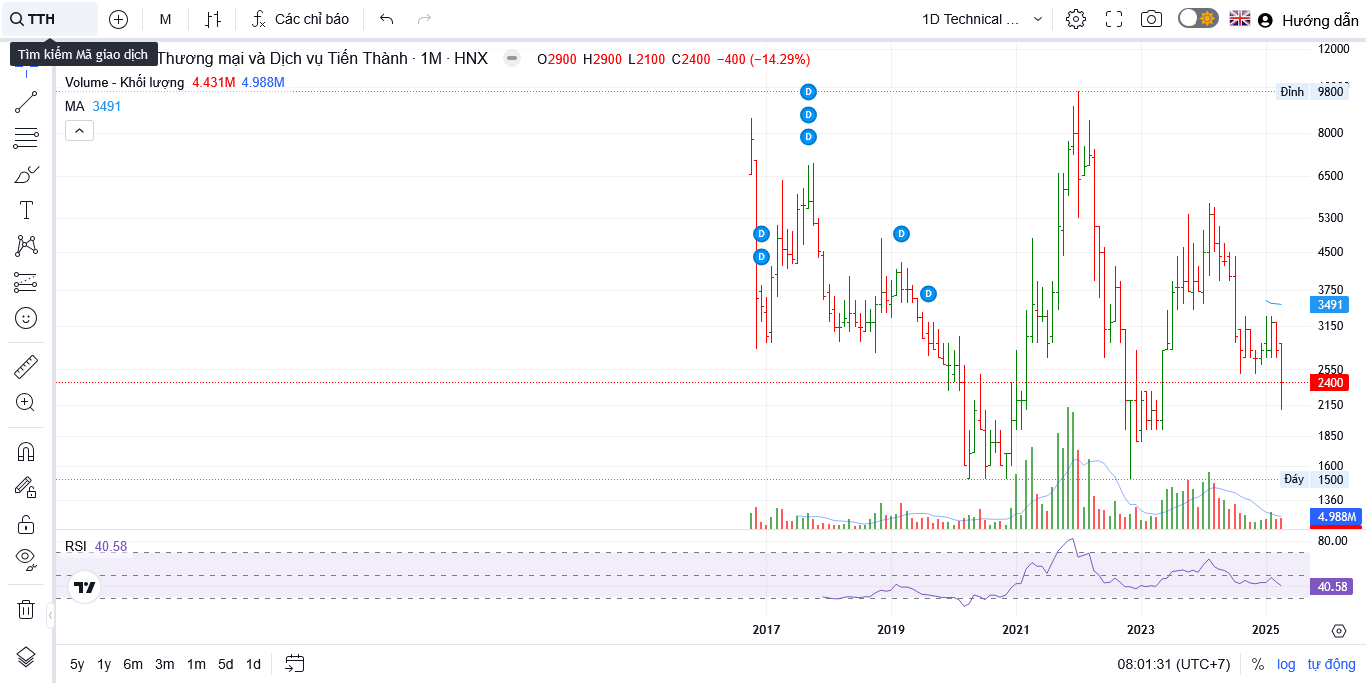 TTH
M
Các chỉ báo
1D Technical ...
Hướng dẫn
Tìm kiếm Mã giao dịch
Thương mại và Dịch vụ Tiến Thành · 1M · HNX
O2900 H2900 L2100 C2400 −400 (−14.29%)
Volume - Khối lượng 4.431M 4.988M
MA 3491
D
D
D
D
D
D
D
12000
Đỉnh 9800
8000
6500
5300
4500
3750
3491
3150
2550
2400
2150
1850
1600
Đáy 1500
1360
4.988M
RSI 40.58
80.00
40.58
2017 2019 2021 2023 2025
5y 1y 6m 3m 1m 5d 1d
08:01:31 (UTC+7)
% log tự động